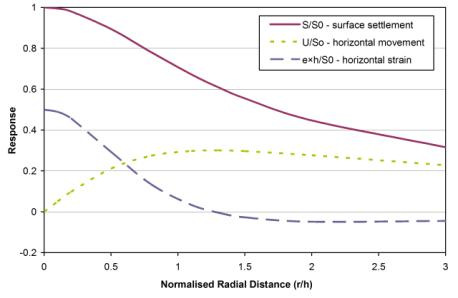 1
0.8
0.6
0.4
0.2
0
-0.2
Response
S/S0 - surface settlement
U/So - horizontal movement
e×h/S0 - horizontal strain
0 0.5 1 1.5 2 2.5 3
Normalised Radial Distance (r/h)